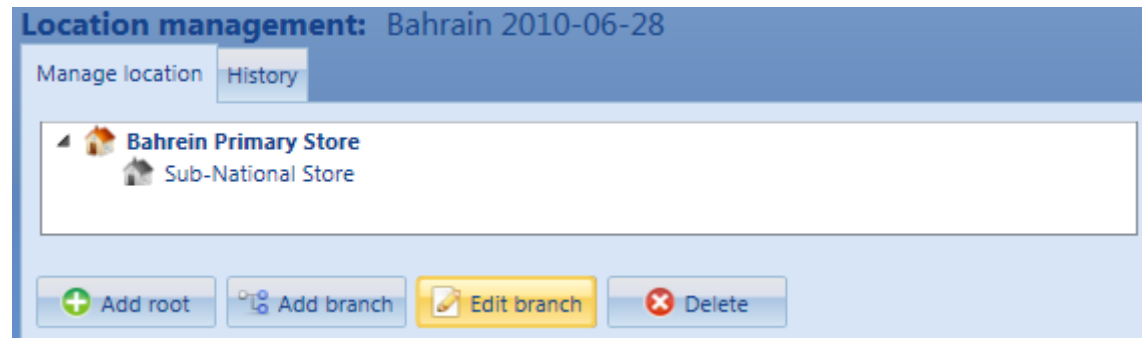 Location management: Bahrain 2010-06-28
Manage location History
Bahrein Primary Store
Sub-National Store
Add root Add branch Edit branch Delete